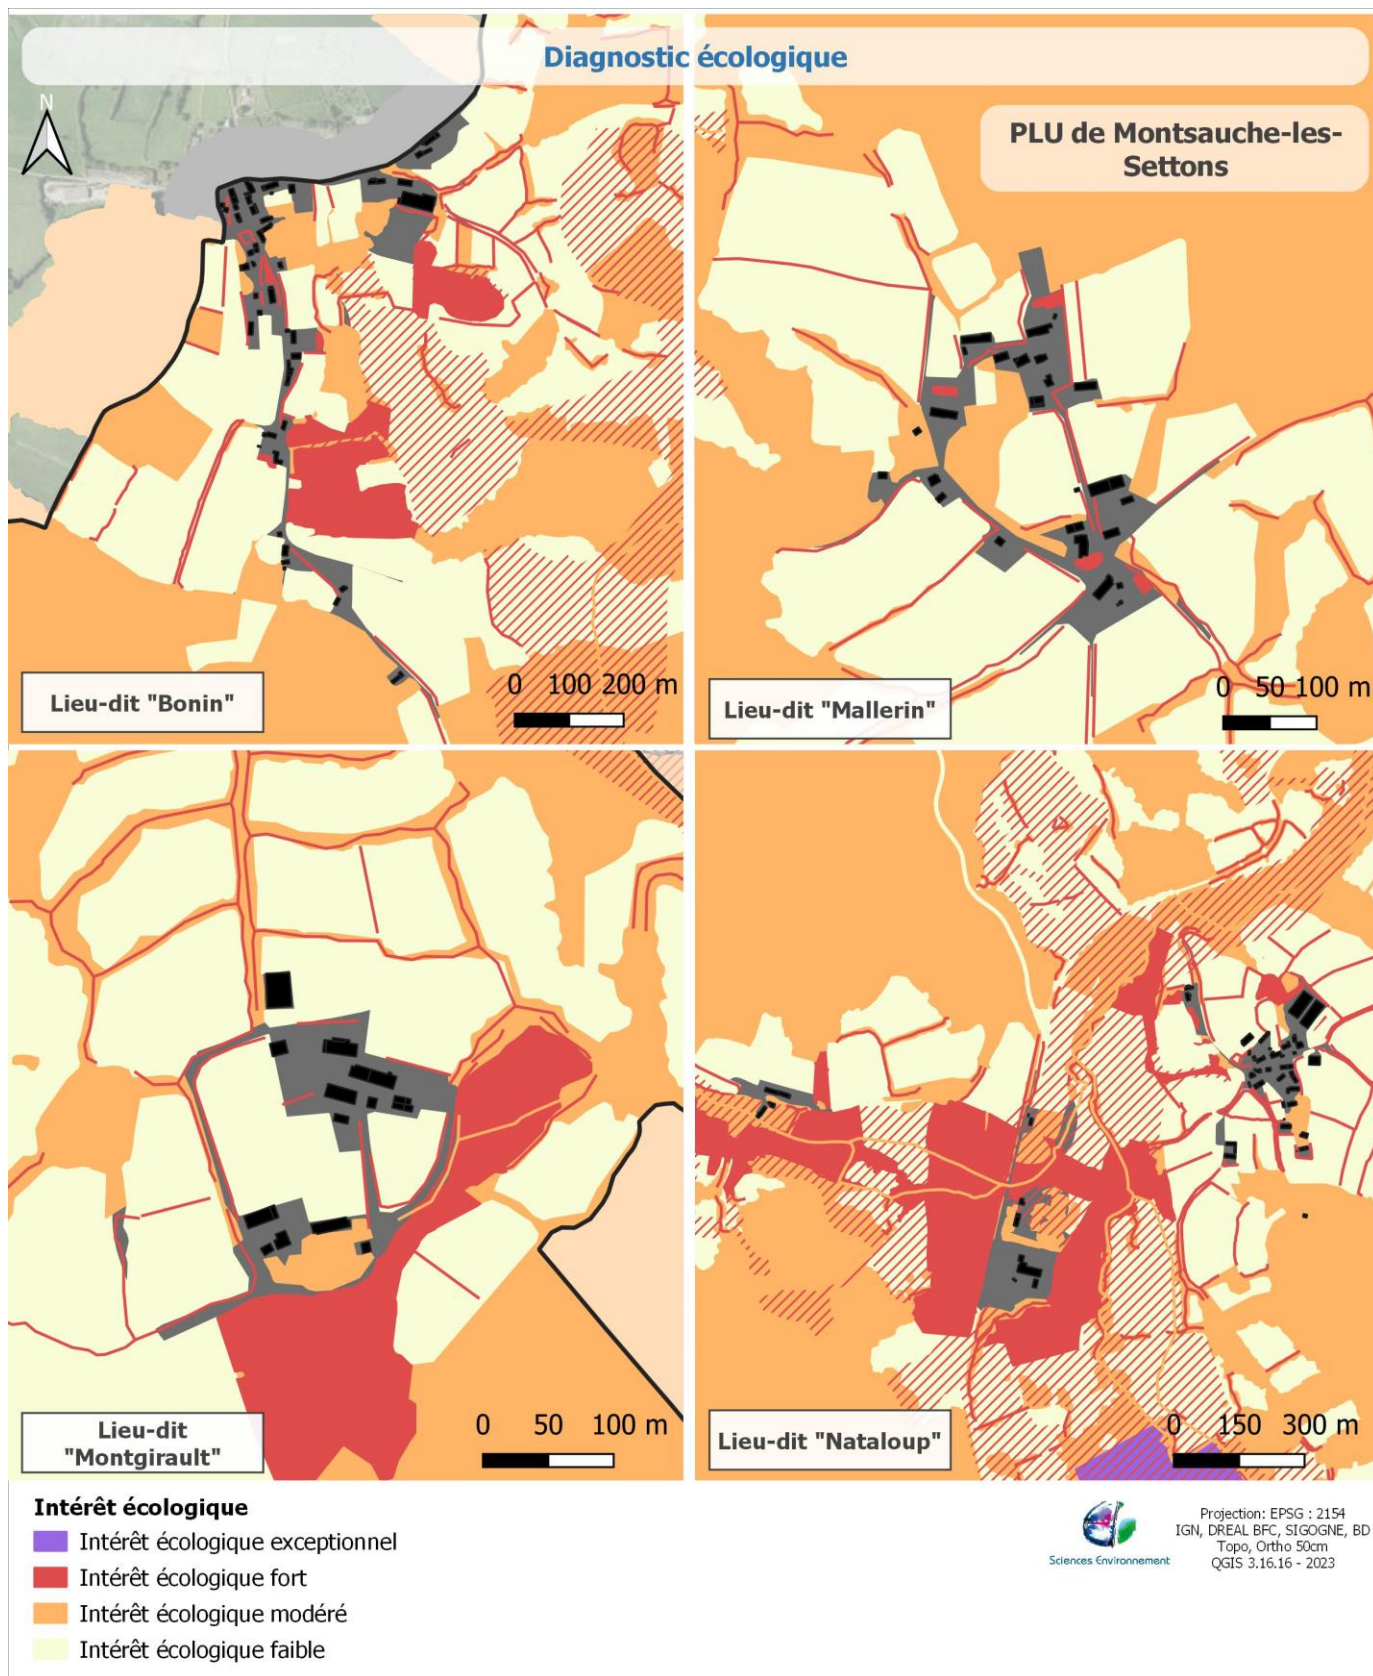 Diagnostic écologique
N
PLU de Montsauche-les-
Settons
Lieu-dit "Bonin"
0 100 200 m
Lieu-dit "Mallerin"
0 50 100 m
Lieu-dit
"Montgirault"
0 50 100 m
Lieu-dit "Nataloup"
0 150 300 m
Intérêt écologique
Intérêt écologique exceptionnel
Intérêt écologique fort
Intérêt écologique modéré
Intérêt écologique faible
Sciences Environnement
Projection: EPSG : 2154
IGN, DREAL BFC, SIGOGNE, BD
Topo, Ortho 50cm
QGIS 3.16.16 - 2023